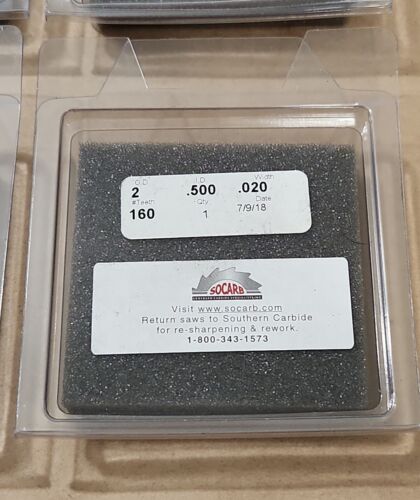 O.D. I.D. Width
2 .500 .020
#Teeth Qty Date
160 1 7/9/18
SOCARB
Visit www.socarb.com
Return saws to Southern Carbide
for re-sharpening & rework.
1-800-343-1573